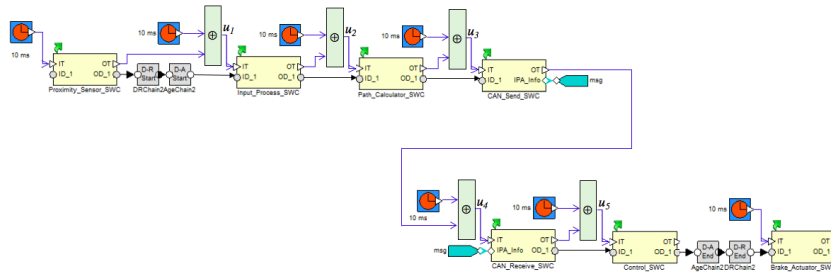 u1
u2
u3
10 ms
10 ms
10 ms
10 ms
IT OT
ID_1 OD_1
Proximity_Sensor_SWC
D-R Start
DRChain2
D-A Start
AgeChain2
IT OT
ID_1 OD_1
Input_Process_SWC
IT OT
ID_1 OD_1
Path_Calculator_SWC
IT OT
ID_1 IPA_Info
CAN_Send_SWC
msg
u4
u5
10 ms
10 ms
10 ms
msg
IT OT
IPA_Info OD_1
CAN_Receive_SWC
IT OT
ID_1 OD_1
Control_SWC
D-A End
AgeChain2
D-R End
DRChain2
IT OT
ID_1 OD_1
Brake_Actuator_SWC